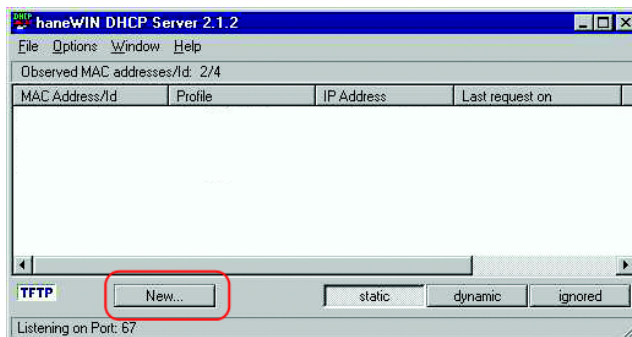 DHCP haneWIN DHCP Server 2.1.2
File Options Window Help
Observed MAC addresses/Id: 2/4
MAC Address/Id Profile IP Address Last request on
TFTP New... static dynamic ignored
Listening on Port: 67